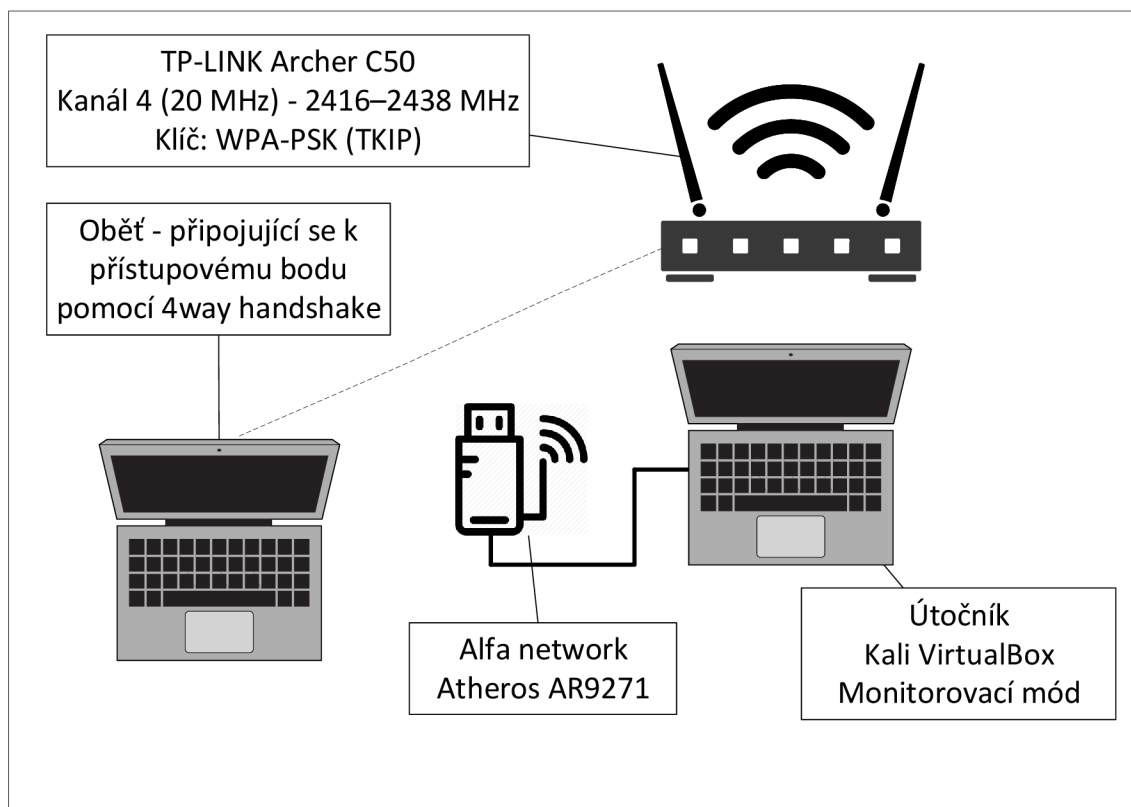 TP-LINK Archer C50
Kanál 4 (20 MHz) - 2416–2438 MHz
Klíč: WPA-PSK (TKIP)
Oběť - připojující se k
přístupovému bodu
pomocí 4way handshake
Alfa network
Atheros AR9271
Útočník
Kali VirtualBox
Monitorovací mód